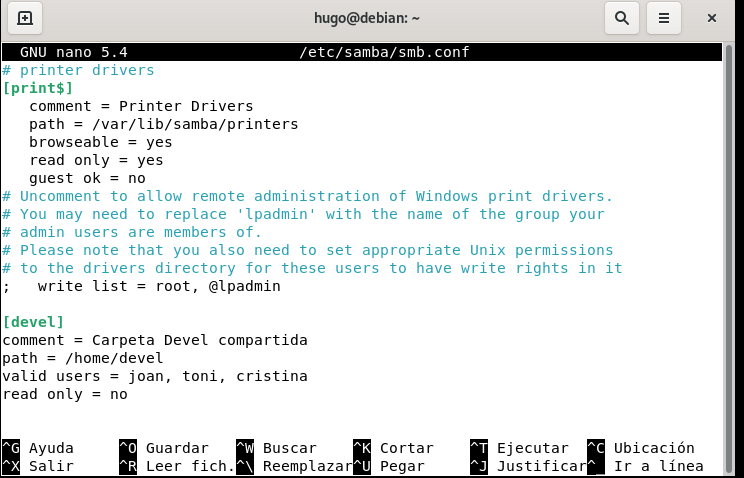 hugo@debian: ~
GNU nano 5.4 /etc/samba/smb.conf
# printer drivers
[print$]
comment = Printer Drivers
path = /var/lib/samba/printers
browseable = yes
read only = yes
guest ok = no
# Uncomment to allow remote administration of Windows print drivers.
# You may need to replace 'lpadmin' with the name of the group your
# admin users are members of.
# Please note that you also need to set appropriate Unix permissions
# to the drivers directory for these users to have write rights in it
;   write list = root, @lpadmin
[devel]
comment = Carpeta Devel compartida
path = /home/devel
valid users = joan, toni, cristina
read only = no
^G Ayuda ^O Guardar ^W Buscar ^K Cortar ^T Ejecutar ^C Ubicación
^X Salir ^R Leer fich. ^\ Reemplazar ^U Pegar ^J Justificar ^_ Ir a línea